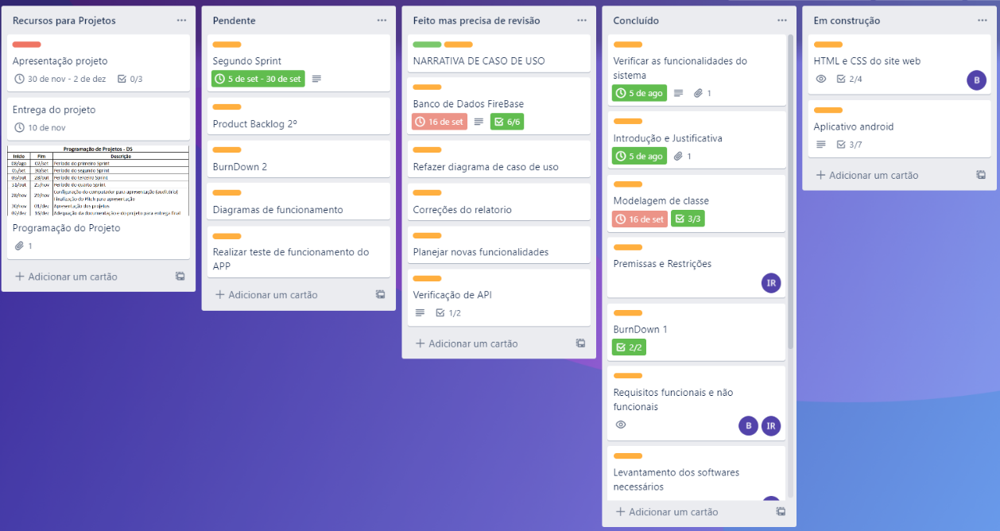 Recursos para Projetos
Apresentação projeto
30 de nov - 2 de dez 0/3
Entrega do projeto
10 de nov
Programação de Projetos - DS
Início Fim Descrição
08/ago 02/set Período do primeiro Sprint
05/set 30/set Período do segundo Sprint
03/out 28/out Período do terceiro Sprint
31/out 25/nov Período do quarto Sprint
28/nov 29/nov Configuração do computador para apresentação (auditório)
Finalização do Pitch para apresentação
30/nov 01/dez Apresentação dos projetos
02/dez 16/dez Adequação da documentação e do projeto para entrega final
Programação do Projeto
1
Adicionar um cartão
Pendente
Segundo Sprint
5 de set - 30 de set
Product Backlog 2º
BurnDown 2
Diagramas de funcionamento
Realizar teste de funcionamento do
APP
Adicionar um cartão
Feito mas precisa de revisão
NARRATIVA DE CASO DE USO
Banco de Dados FireBase
16 de set 6/6
Refazer diagrama de caso de uso
Correções do relatorio
Planejar novas funcionalidades
Verificação de API
1/2
Adicionar um cartão
Concluído
Verificar as funcionalidades do
sistema
5 de ago 1
Introdução e Justificativa
5 de ago 1
Modelagem de classe
16 de set 3/3
Premissas e Restrições
IR
BurnDown 1
2/2
Requisitos funcionais e não
funcionais
B IR
Levantamento dos softwares
necessários
Adicionar um cartão
Em construção
HTML e CSS do site web
2/4 B
Aplicativo android
3/7
Adicionar um cartão